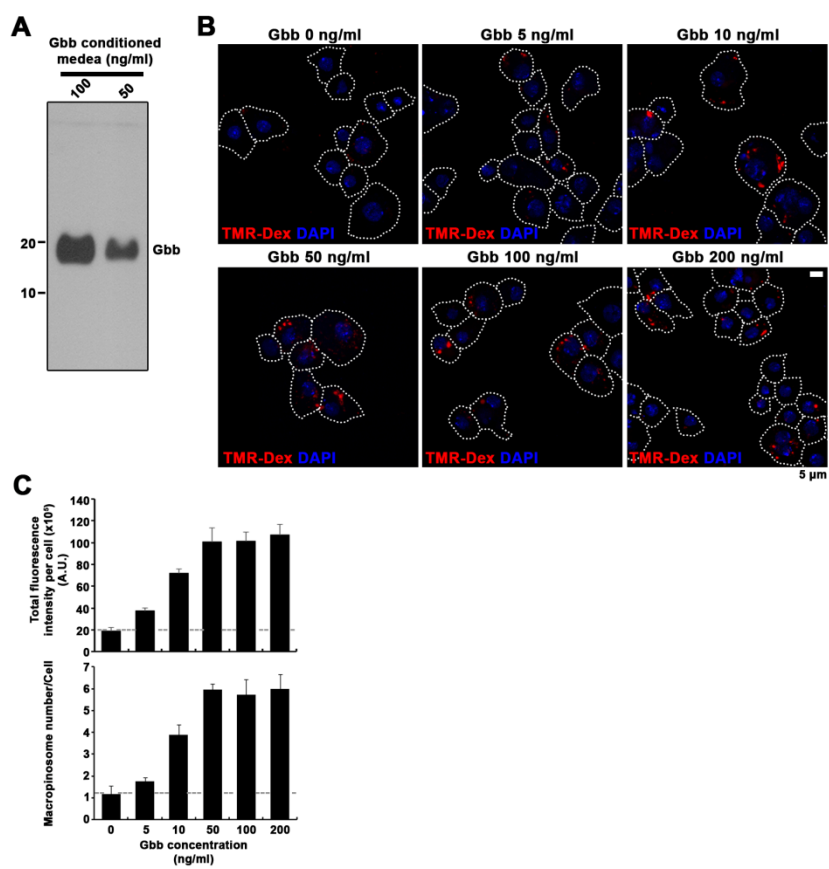 A
Gbb conditioned
medea (ng/ml)
100 50
20
10
Gbb
B
Gbb 0 ng/ml Gbb 5 ng/ml Gbb 10 ng/ml
TMR-Dex DAPI TMR-Dex DAPI TMR-Dex DAPI
Gbb 50 ng/ml Gbb 100 ng/ml Gbb 200 ng/ml
TMR-Dex DAPI TMR-Dex DAPI TMR-Dex DAPI
5 µm
C
Total fluorescence
intensity per cell (x10⁶)
(A.U.)
140
120
100
80
60
40
20
0
Macropinosome number/Cell
7
6
5
4
3
2
1
0
0 5 10 50 100 200
Gbb concentration
(ng/ml)